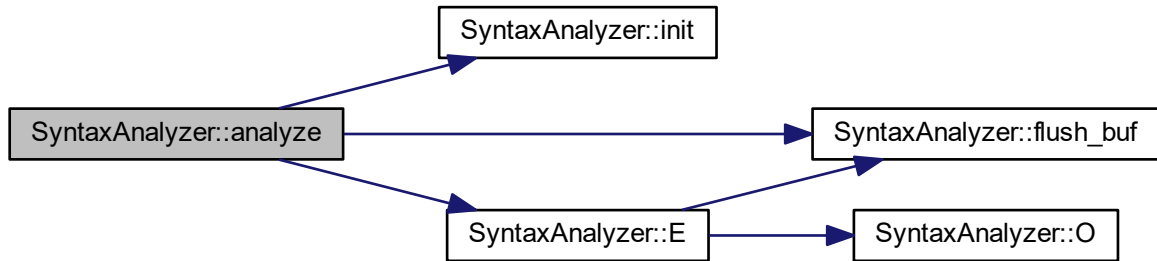 SyntaxAnalyzer::init
SyntaxAnalyzer::analyze
SyntaxAnalyzer::flush_buf
SyntaxAnalyzer::E
SyntaxAnalyzer::O